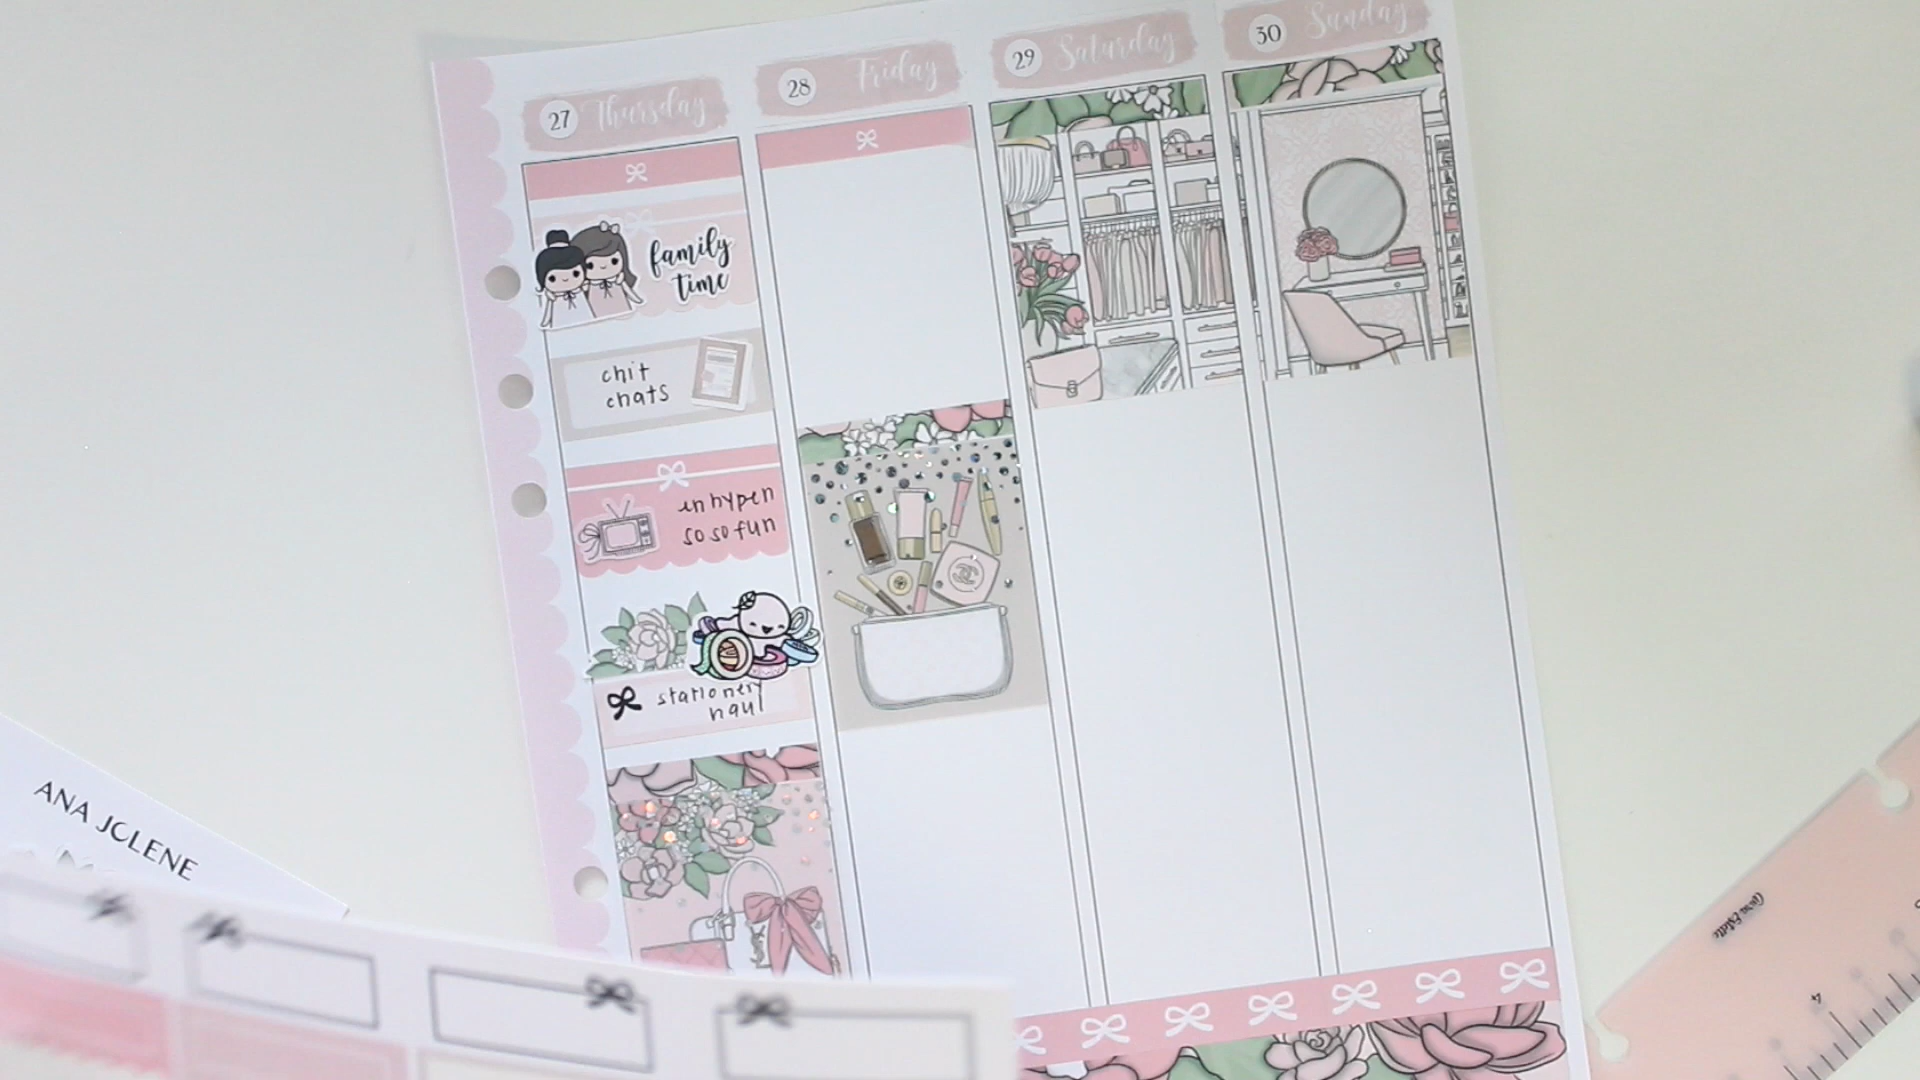 27 Thursday
28 Friday
29 Saturday
30 Sunday
family
time
chit
chats
enhypen
so so fun
stationery
haul
ANA JOLENE
4